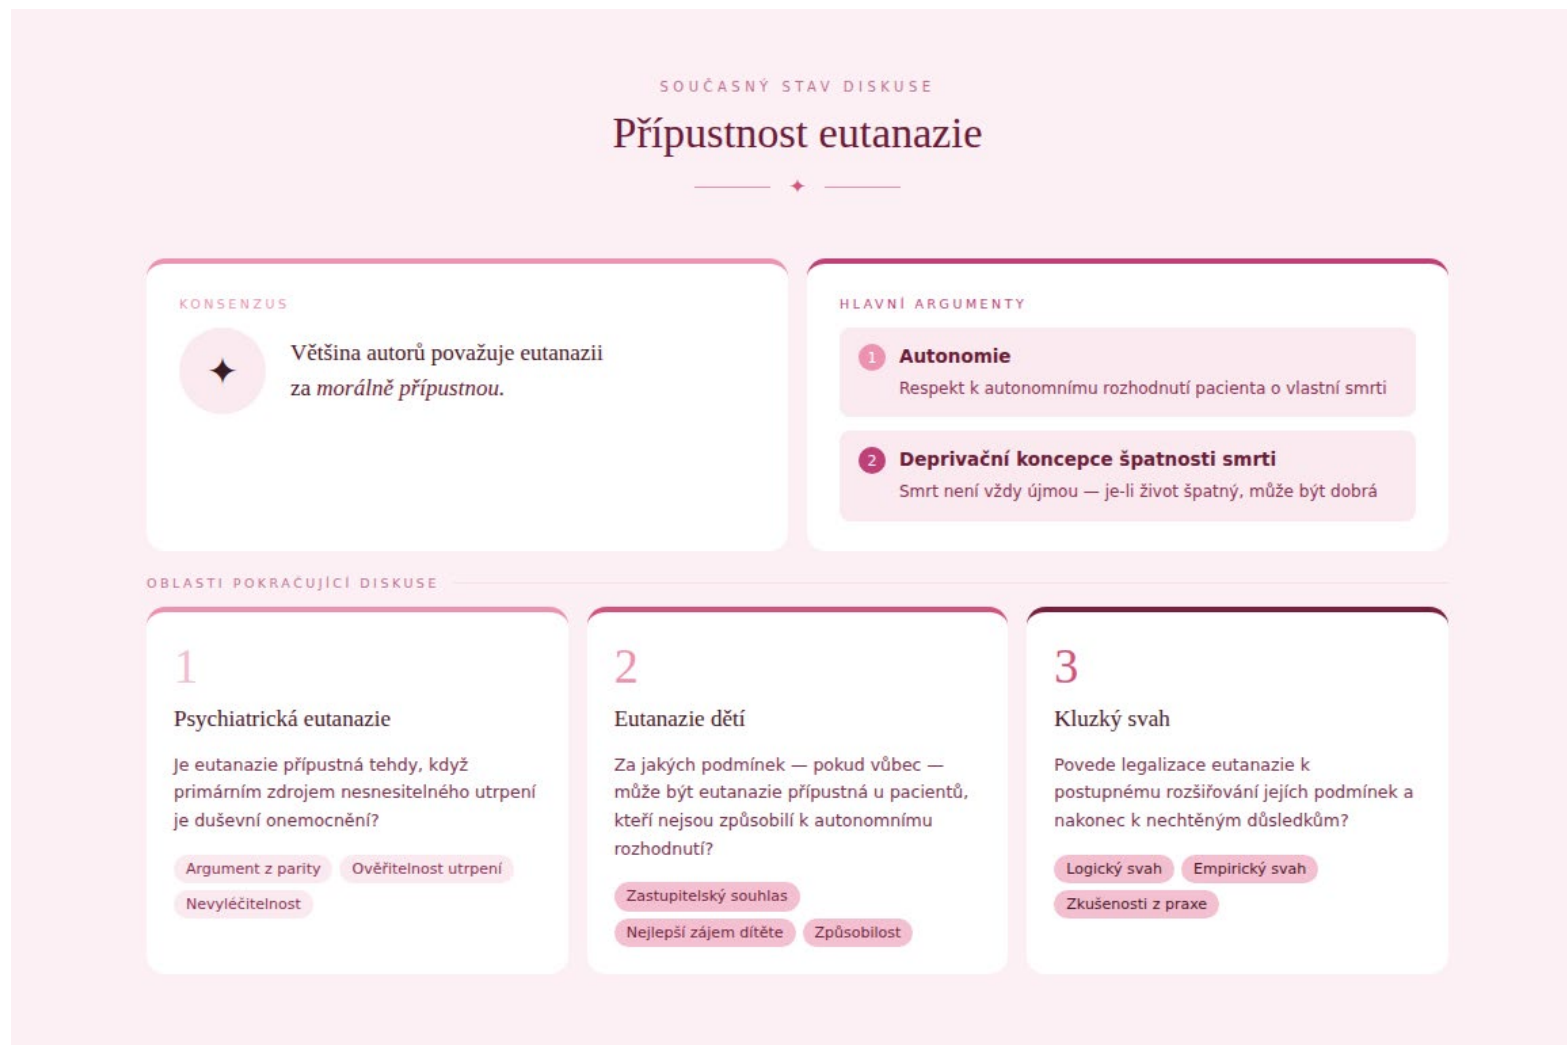 SOUČASNÝ STAV DISKUSE
Přípustnost eutanazie
KONSENZUS
Většina autorů považuje eutanazii
za morálně přípustnou.
HLAVNÍ ARGUMENTY
1 Autonomie
Respekt k autonomnímu rozhodnutí pacienta o vlastní smrti
2 Deprivační koncepce špatnosti smrti
Smrt není vždy újmou — je-li život špatný, může být dobrá
OBLASTI POKRAČUJÍCÍ DISKUSE
1
Psychiatrická eutanazie
Je eutanazie přípustná tehdy, když
primárním zdrojem nesnesitelného utrpení
je duševní onemocnění?
Argument z parity Ověřitelnost utrpení
Nevyléčitelnost
2
Eutanazie dětí
Za jakých podmínek — pokud vůbec —
může být eutanazie přípustná u pacientů,
kteří nejsou způsobilí k autonomnímu
rozhodnutí?
Zastupitelský souhlas
Nejlepší zájem dítěte Způsobilost
3
Kluzký svah
Povede legalizace eutanazie k
postupnému rozšiřování jejích podmínek a
nakonec k nechtěným důsledkům?
Logický svah Empirický svah
Zkušenosti z praxe